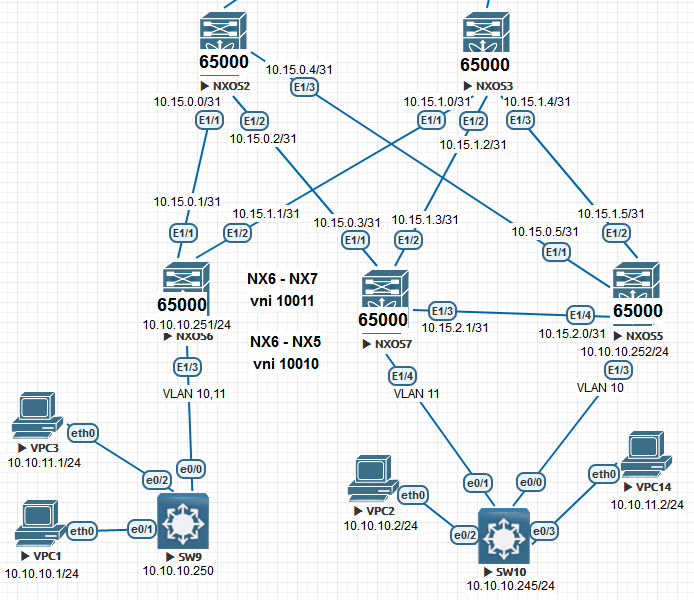 65000
NXOS2
65000
NXOS3
10.15.0.4/31
E1/3
10.15.0.0/31
E1/1
E1/2
10.15.0.2/31
10.15.1.0/31
E1/1
E1/2
10.15.1.2/31
10.15.1.4/31
E1/3
10.15.0.1/31
E1/1
10.15.1.1/31
E1/2
10.15.0.3/31
E1/1
10.15.1.3/31
E1/2
10.15.0.5/31
E1/1
10.15.1.5/31
E1/2
65000
10.10.10.251/24
NXOS6
NX6 - NX7
vni 10011
NX6 - NX5
vni 10010
65000
NXOS7
E1/3
10.15.2.1/31
E1/4
10.15.2.0/31
65000
NXOS5
10.10.10.252/24
E1/3
VLAN 10,11
E1/4
VLAN 11
E1/3
VLAN 10
VPC3
10.10.11.1/24
eth0
e0/2
e0/0
VPC1
10.10.10.1/24
eth0
e0/1
SW9
10.10.10.250
VPC2
10.10.10.2/24
eth0
e0/2
e0/1
e0/0
e0/3
eth0
VPC14
10.10.11.2/24
SW10
10.10.10.245/24